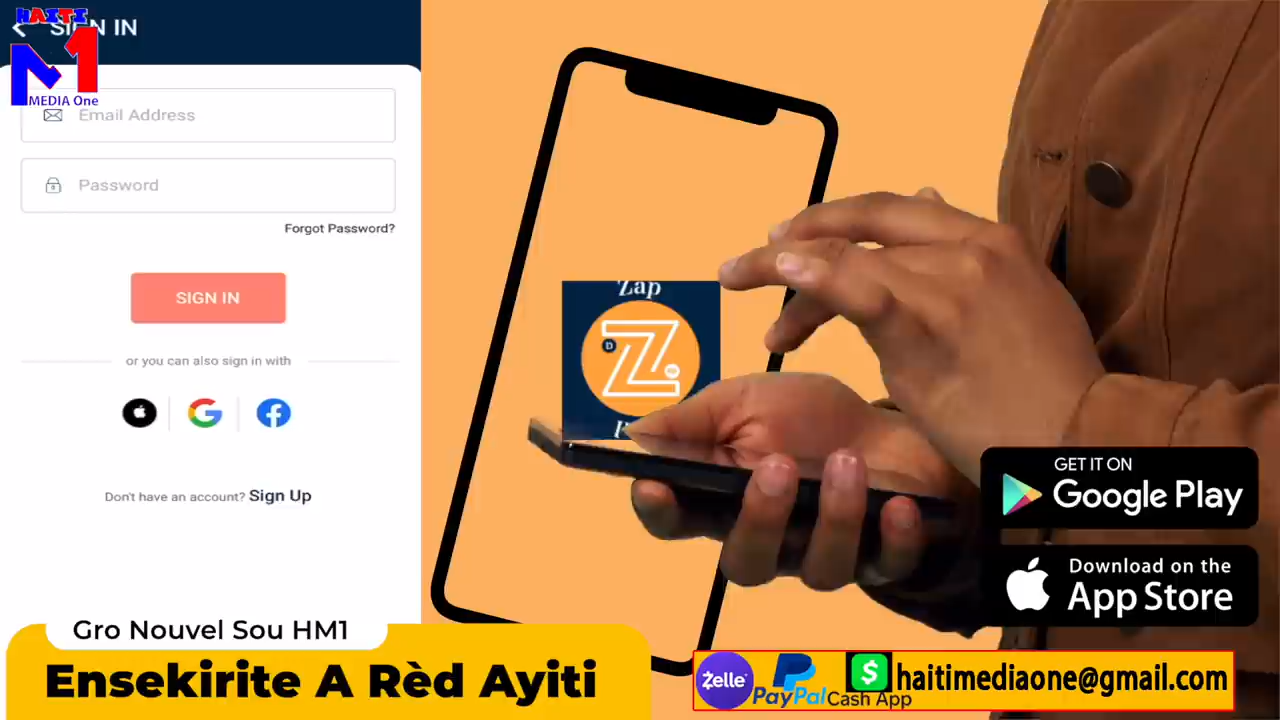 HAITI
M1
MEDIA One
SIGN IN
Email Address
Password
Forgot Password?
SIGN IN
or you can also sign in with
Don't have an account? Sign Up
Zap
Z
D
GET IT ON
Google Play
Download on the
App Store
Gro Nouvel Sou HM1
Ensekirite A Rèd Ayiti
Zelle
PayPal
Cash App
haitimediaone@gmail.com